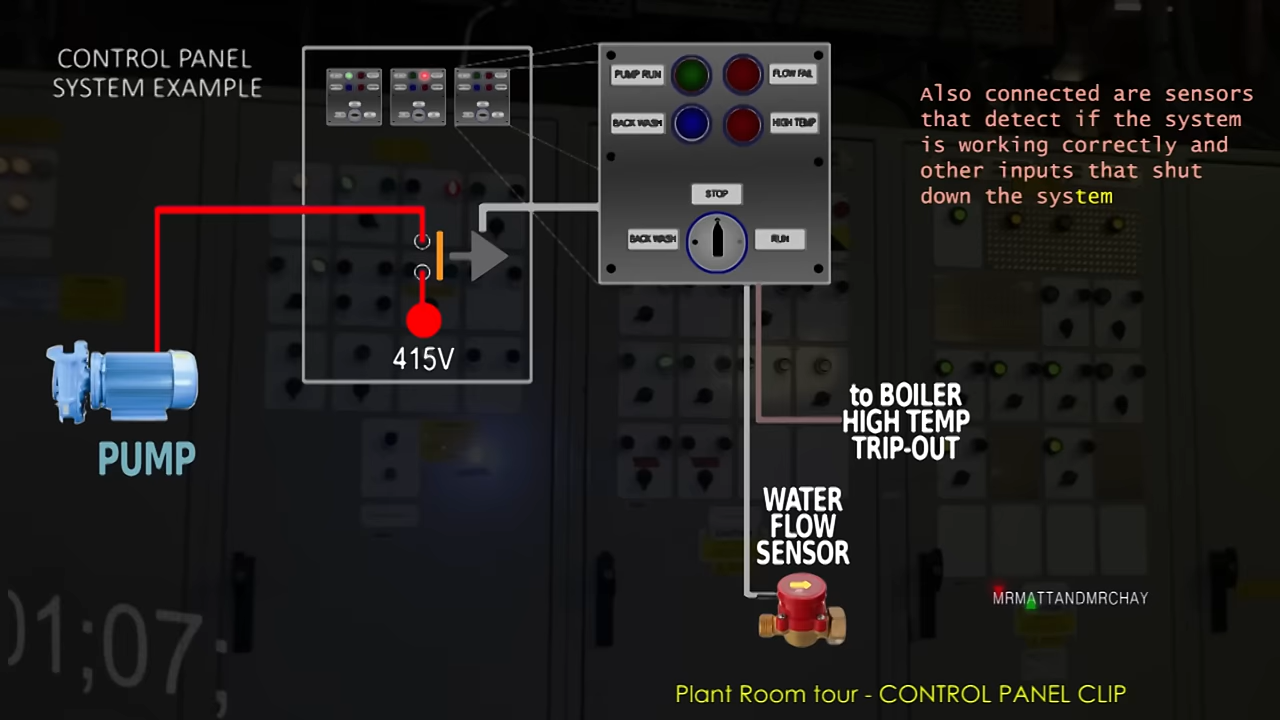 CONTROL PANEL
SYSTEM EXAMPLE
PUMP RUN
FLOW FAIL
BACK WASH
HIGH TEMP
STOP
BACK WASH
RUN
Also connected are sensors
that detect if the system
is working correctly and
other inputs that shut
down the system
415V
PUMP
to BOILER
HIGH TEMP
TRIP-OUT
WATER
FLOW
SENSOR
MRMATTANDMRCHAY
01;07;
Plant Room tour - CONTROL PANEL CLIP